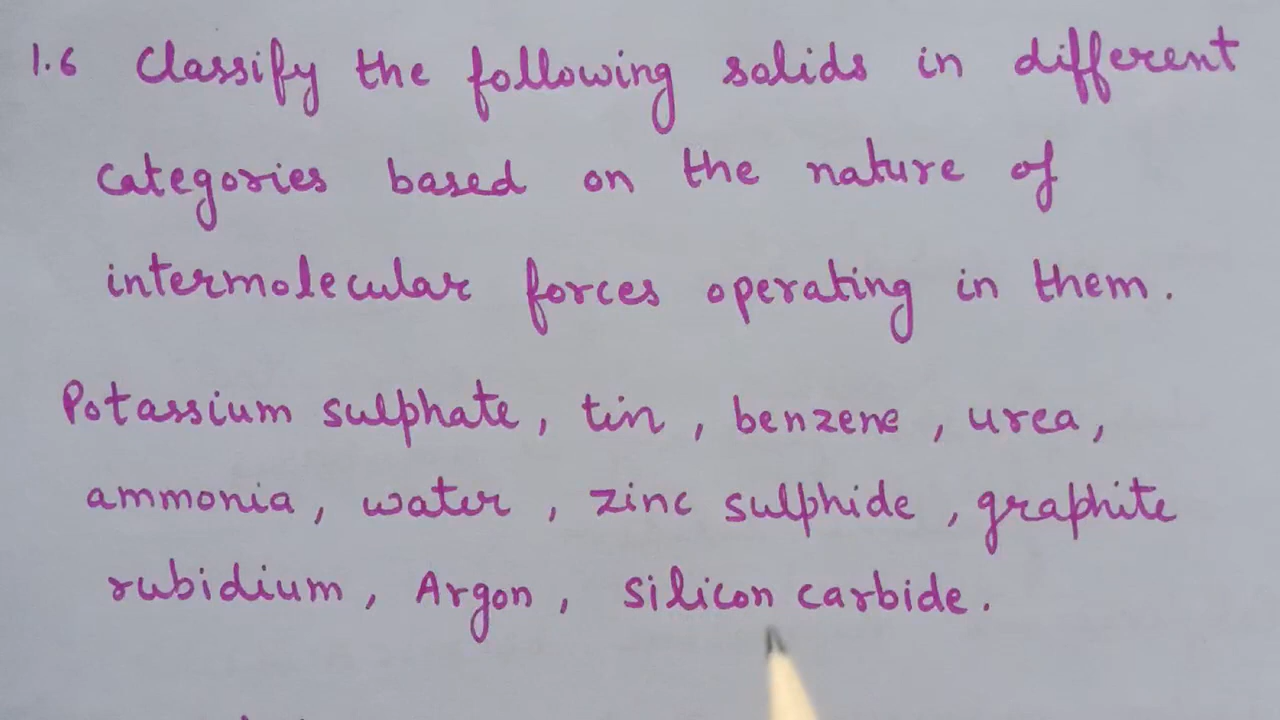 1.6 Classify the following solids in different
categories based on the nature of
intermolecular forces operating in them.
Potassium sulphate, tin, benzene, urea,
ammonia, water, zinc sulphide, graphite
rubidium, Argon, silicon carbide.